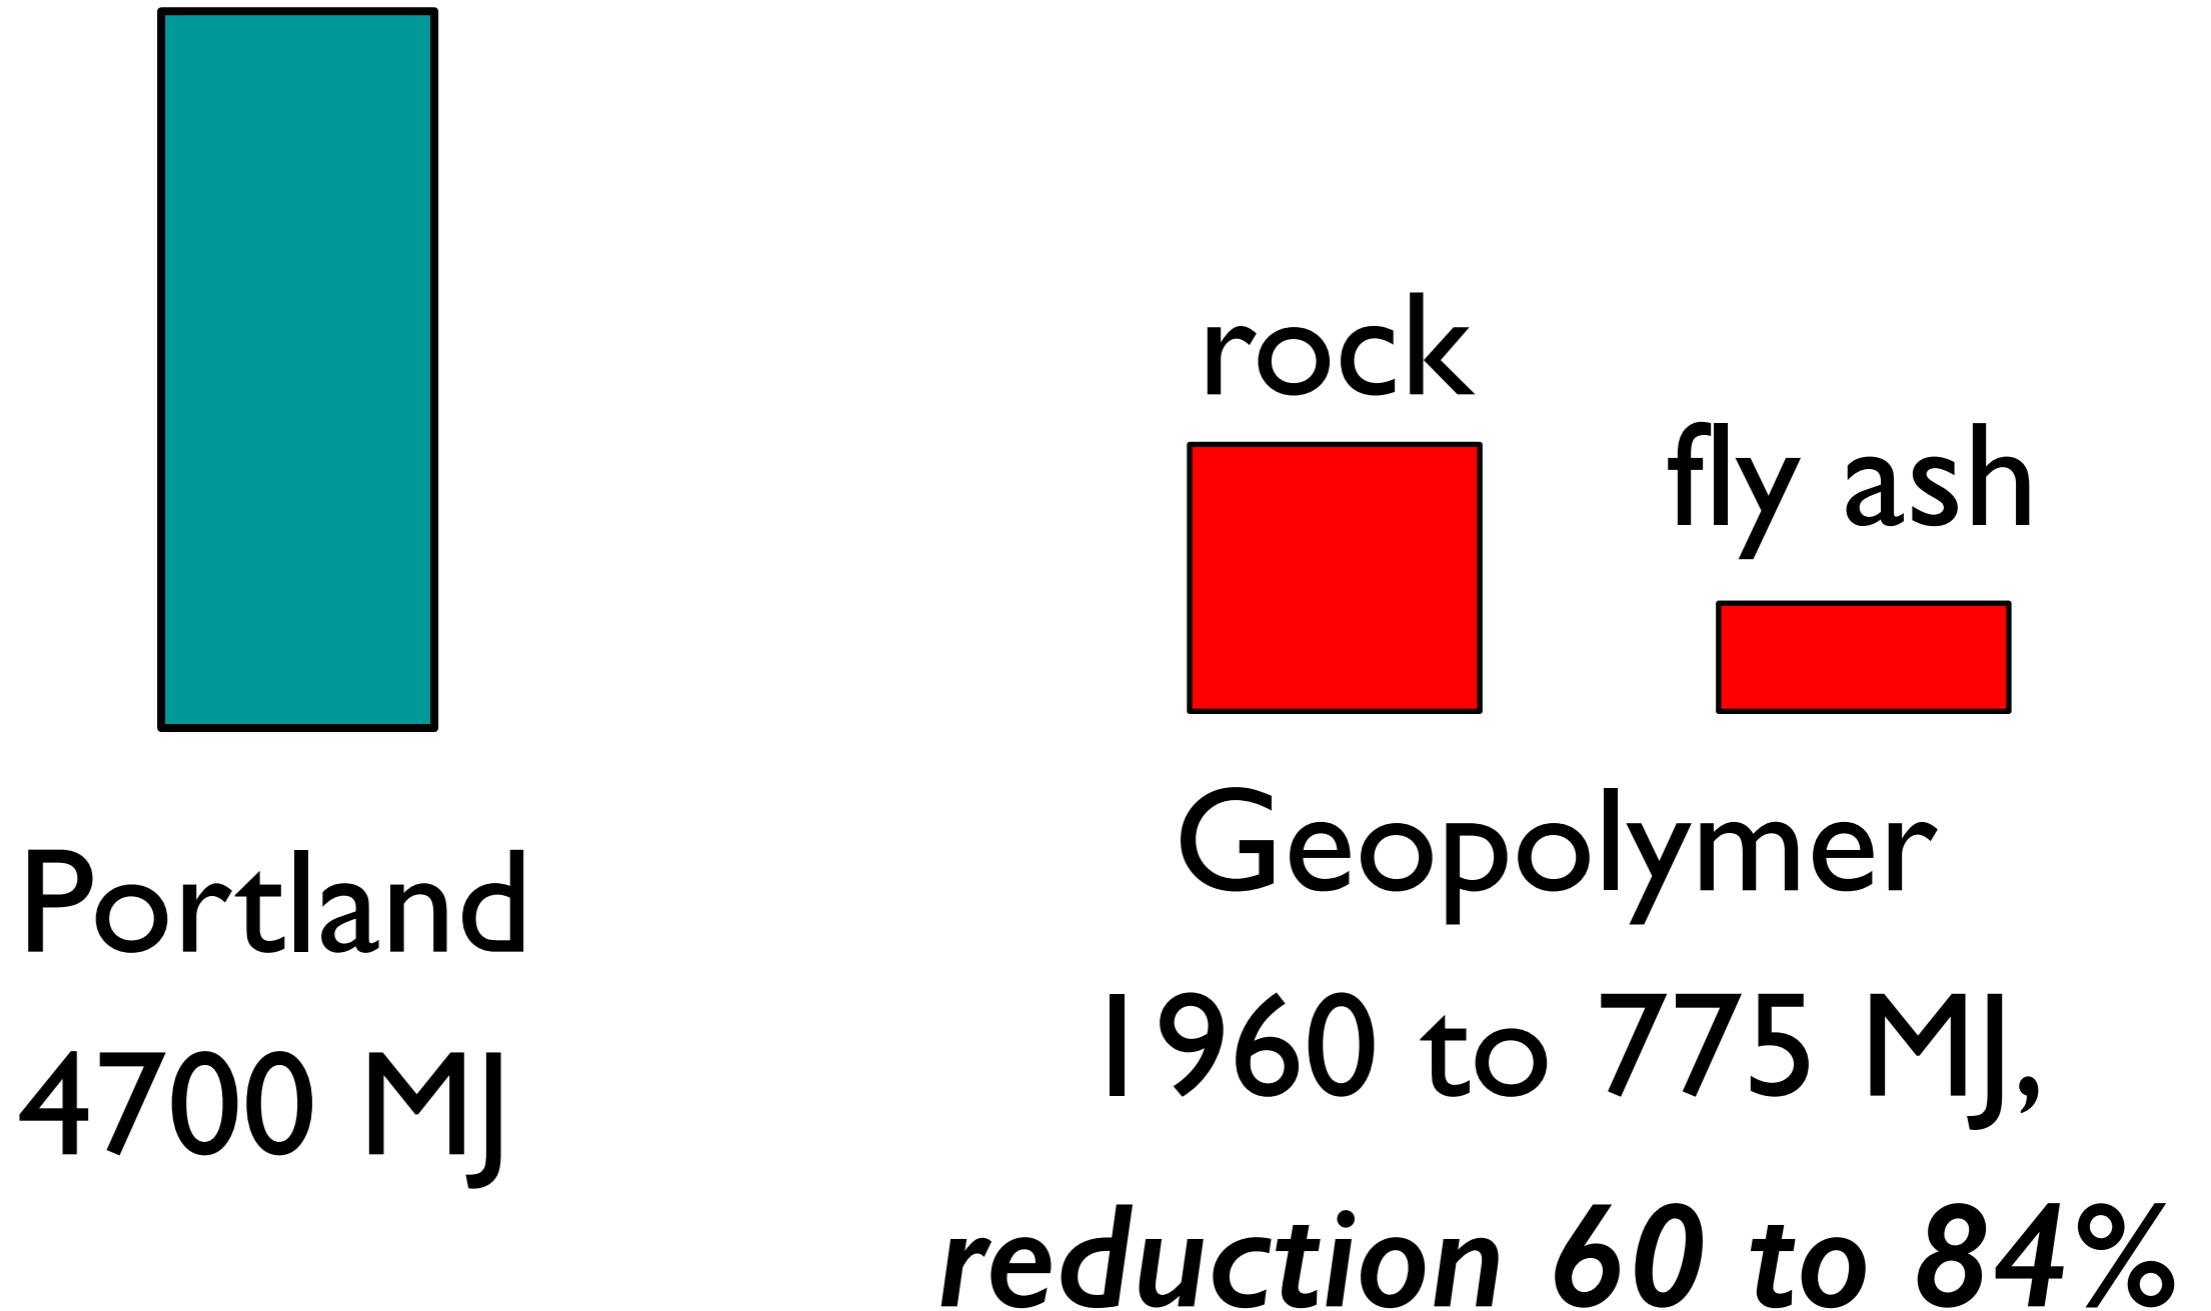 rock
fly ash
Portland
4700 MJ
Geopolymer
1960 to 775 MJ,
reduction 60 to 84%